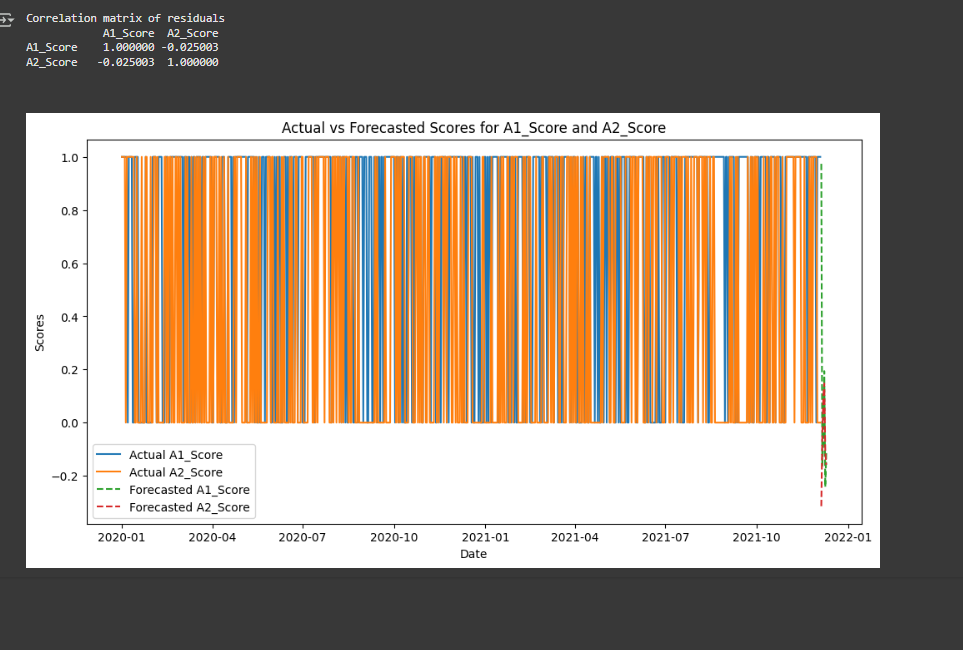 Correlation matrix of residuals
A1_Score A2_Score
A1_Score 1.000000 -0.025003
A2_Score -0.025003 1.000000
Actual vs Forecasted Scores for A1_Score and A2_Score
1.0
0.8
0.6
0.4
0.2
0.0
−0.2
Scores
Actual A1_Score
Actual A2_Score
Forecasted A1_Score
Forecasted A2_Score
2020-01 2020-04 2020-07 2020-10 2021-01 2021-04 2021-07 2021-10 2022-01
Date